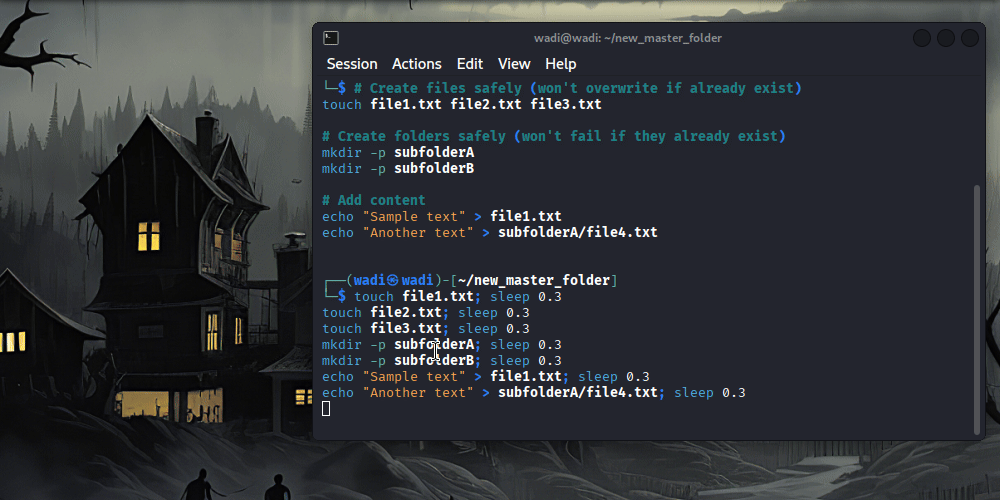 wadi@wadi: ~/new_master_folder
Session Actions Edit View Help
└─$ # Create files safely (won't overwrite if already exist)
touch file1.txt file2.txt file3.txt
# Create folders safely (won't fail if they already exist)
mkdir -p subfolderA
mkdir -p subfolderB
# Add content
echo "Sample text" > file1.txt
echo "Another text" > subfolderA/file4.txt
┌──(wadi㉿wadi)-[~/new_master_folder]
└─$ touch file1.txt; sleep 0.3
touch file2.txt; sleep 0.3
touch file3.txt; sleep 0.3
mkdir -p subfolderA; sleep 0.3
mkdir -p subfolderB; sleep 0.3
echo "Sample text" > file1.txt; sleep 0.3
echo "Another text" > subfolderA/file4.txt; sleep 0.3